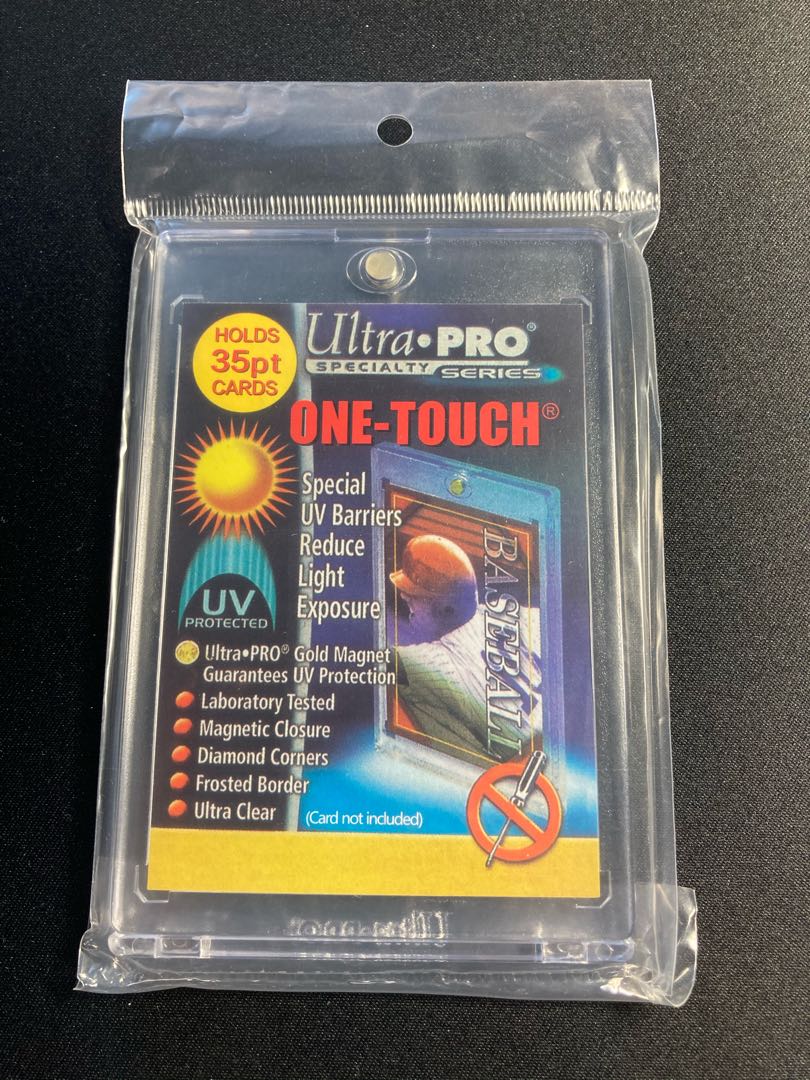 HOLDS
35pt
CARDS
Ultra•PRO®
SPECIALTY SERIES
ONE-TOUCH®
Special
UV Barriers
Reduce
Light
Exposure
BASEBALL
UV
PROTECTED
Ultra•PRO® Gold Magnet
Guarantees UV Protection
Laboratory Tested
Magnetic Closure
Diamond Corners
Frosted Border
Ultra Clear
(Card not included)